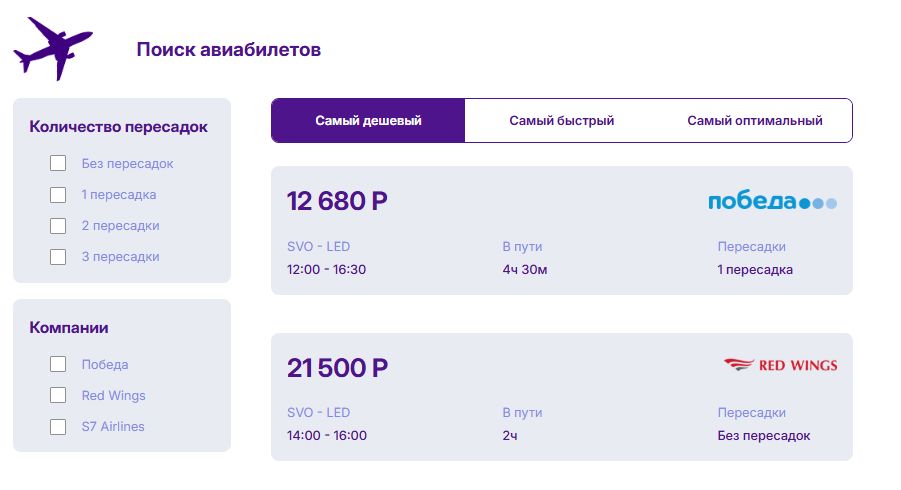 Поиск авиабилетов
Количество пересадок
Без пересадок
1 пересадка
2 пересадки
3 пересадки
Компании
Победа
Red Wings
S7 Airlines
Самый дешевый Самый быстрый Самый оптимальный
12 680 Р победа
SVO - LED В пути Пересадки
12:00 - 16:30 4ч 30м 1 пересадка
21 500 Р RED WINGS
SVO - LED В пути Пересадки
14:00 - 16:00 2ч Без пересадок